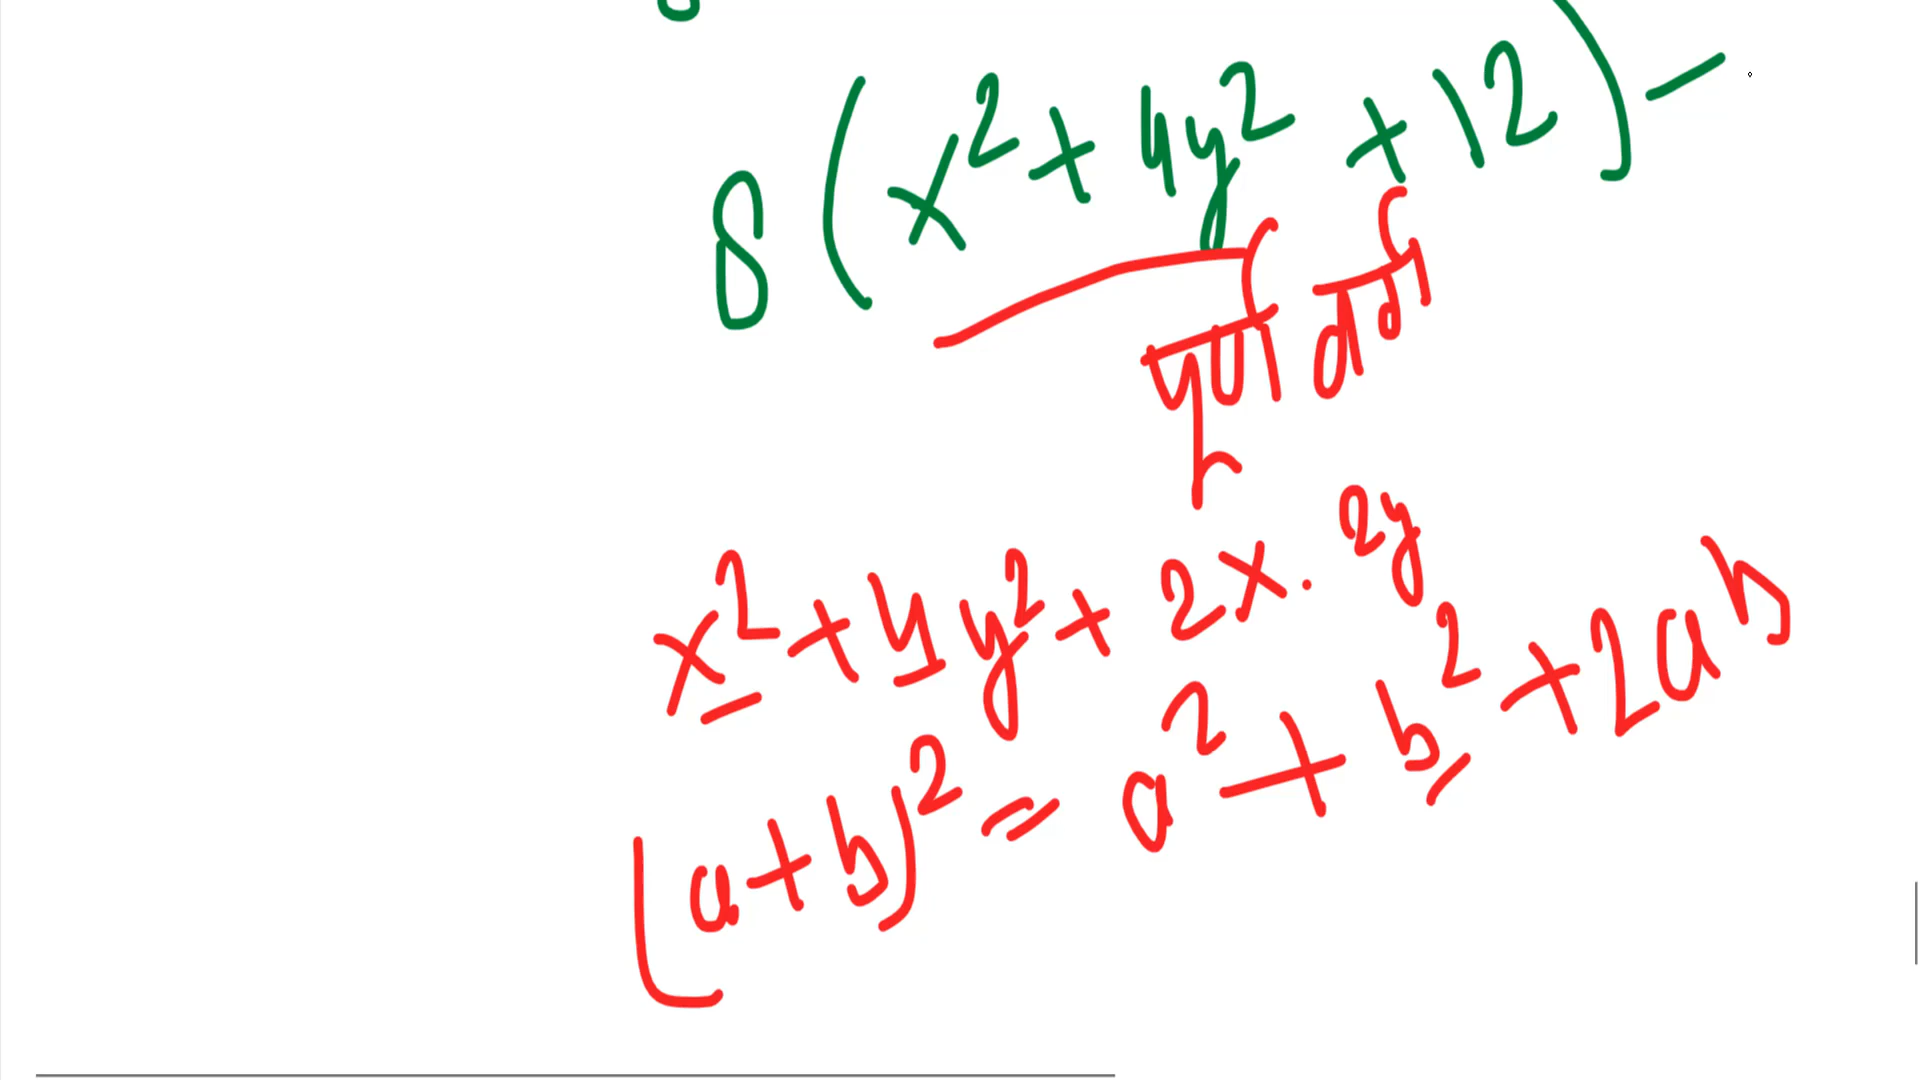 8(x²+4y²+12)-
पूर्ण वर्ग
x²+4y²+2x.2y
(a+b)²=a²+b²+2ab